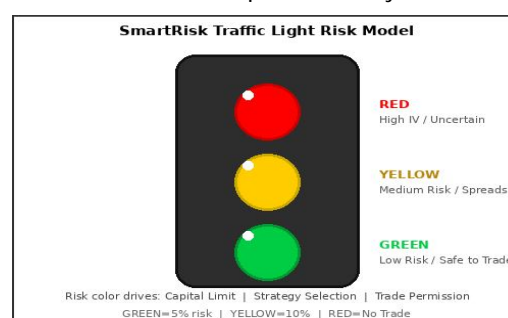 SmartRisk Traffic Light Risk Model
RED
High IV / Uncertain
YELLOW
Medium Risk / Spreads
GREEN
Low Risk / Safe to Trade
Risk color drives: Capital Limit | Strategy Selection | Trade Permission
GREEN=5% risk | YELLOW=10% | RED=No Trade